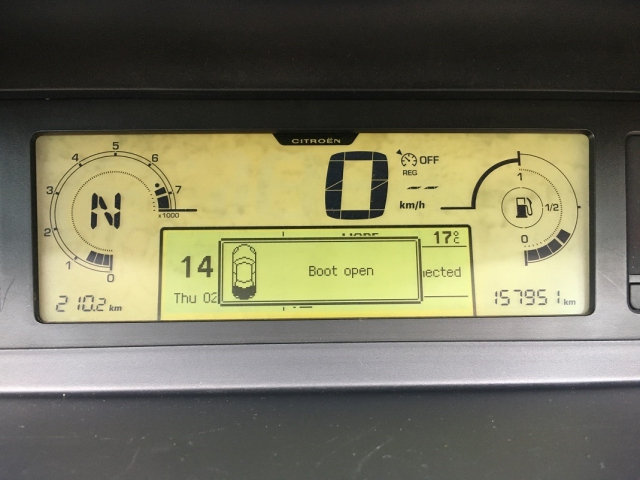 CITROËN
4 5 6
3 7
2 x1000
1 0
N
0
km/h
OFF
REG
1
1/2
0
17°C
14
Boot open
nected
Thu 02
210.2 km
157951 km